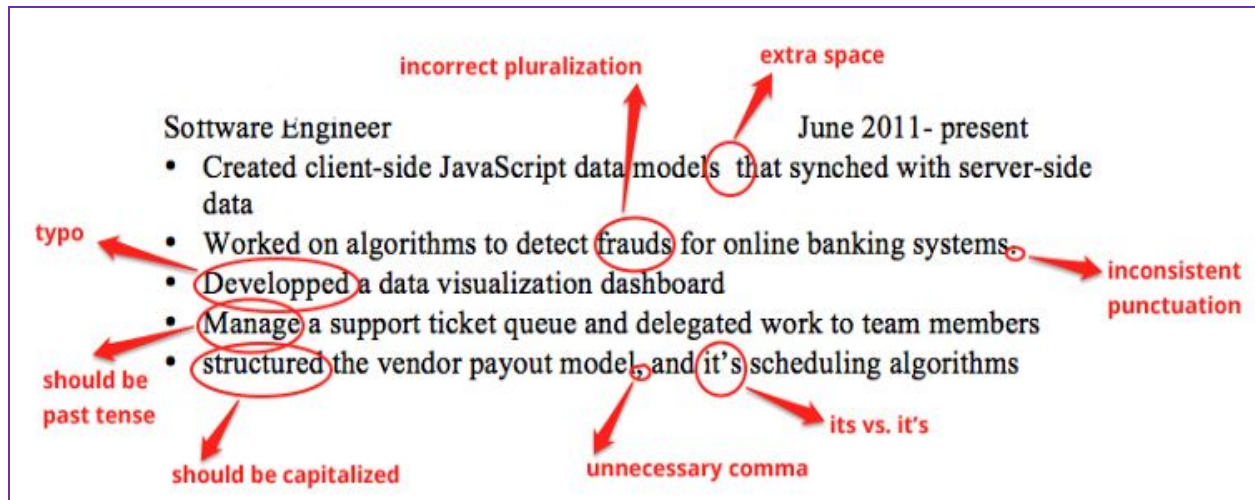 incorrect pluralization
extra space
Software Engineer June 2011- present
• Created client-side JavaScript data models  that synched with server-side
data
typo
• Worked on algorithms to detect frauds for online banking systems.
inconsistent
punctuation
• Developped a data visualization dashboard
• Manage a support ticket queue and delegated work to team members
should be
past tense
• structured the vendor payout model, and it's scheduling algorithms
its vs. it's
should be capitalized
unnecessary comma